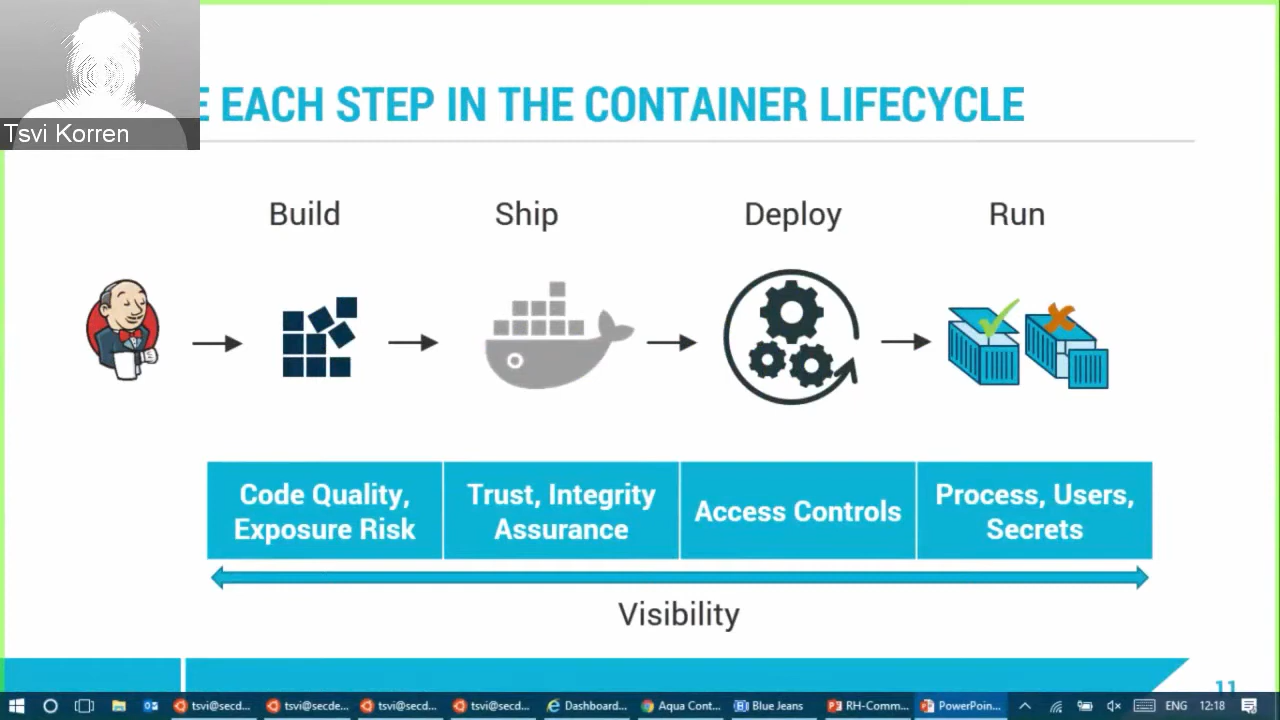 E EACH STEP IN THE CONTAINER LIFECYCLE
Tsvi Korren
Build
Ship
Deploy
Run
Code Quality,
Exposure Risk
Trust, Integrity
Assurance
Access Controls
Process, Users,
Secrets
Visibility
11
tsvi@secd...
tsvi@secde...
tsvi@secd...
tsvi@secd...
Dashboard...
Aqua Cont...
Blue Jeans
RH-Comm...
PowerPoin...
ENG
12:18